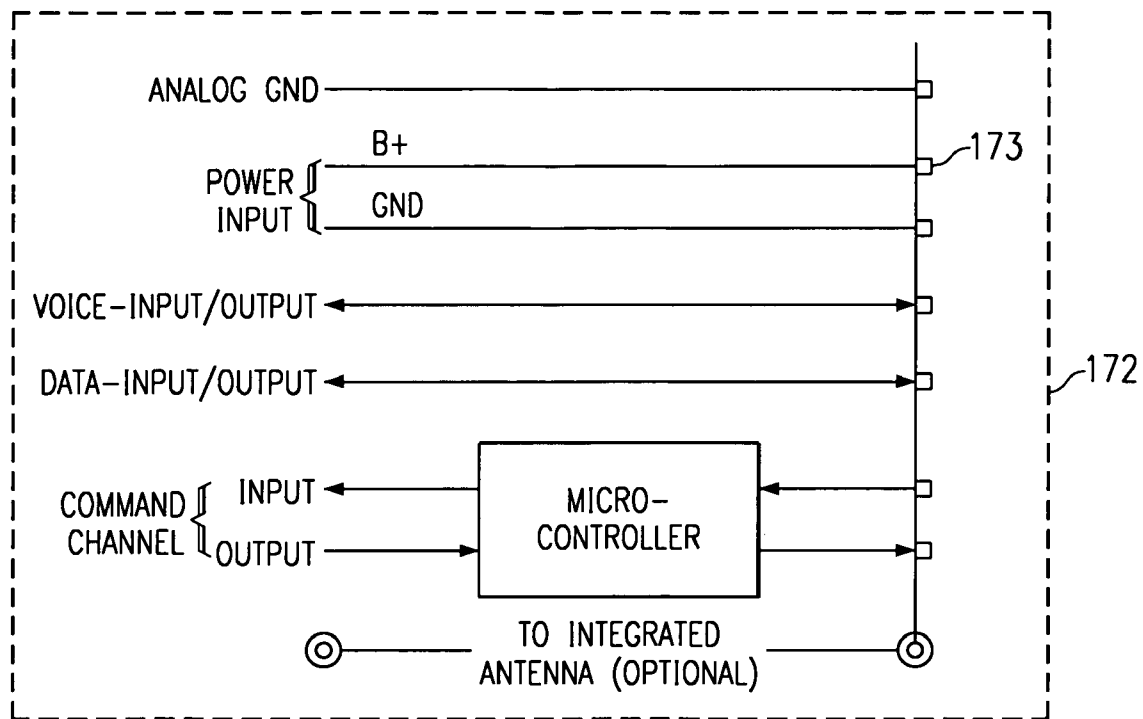 ANALOG GND
B+
173
POWER
INPUT
GND
VOICE-INPUT/OUTPUT
DATA-INPUT/OUTPUT
172
COMMAND
CHANNEL
INPUT
OUTPUT
MICRO-
CONTROLLER
TO INTEGRATED
ANTENNA (OPTIONAL)